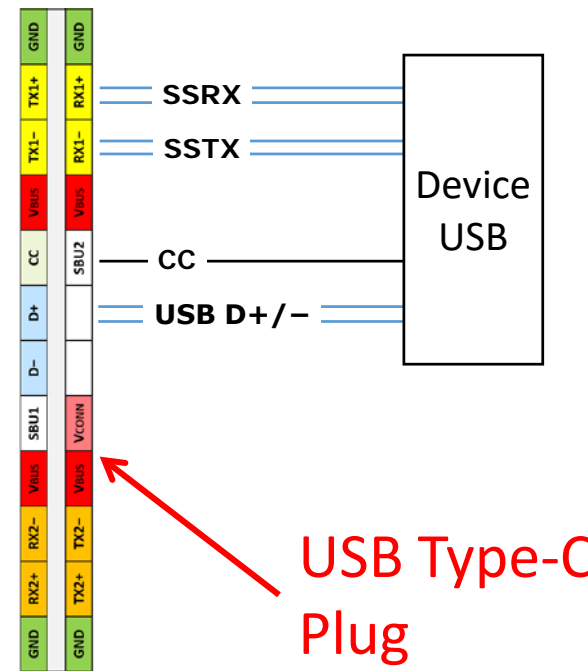 GND GND
TX1+ RX1+
TX1− RX1−
VBUS VBUS
CC SBU2
D+
D−
SBU1 VCONN
VBUS VBUS
RX2− TX2−
RX2+ TX2+
GND GND
SSRX
SSTX
CC
USB D+/−
Device
USB
USB Type-C
Plug